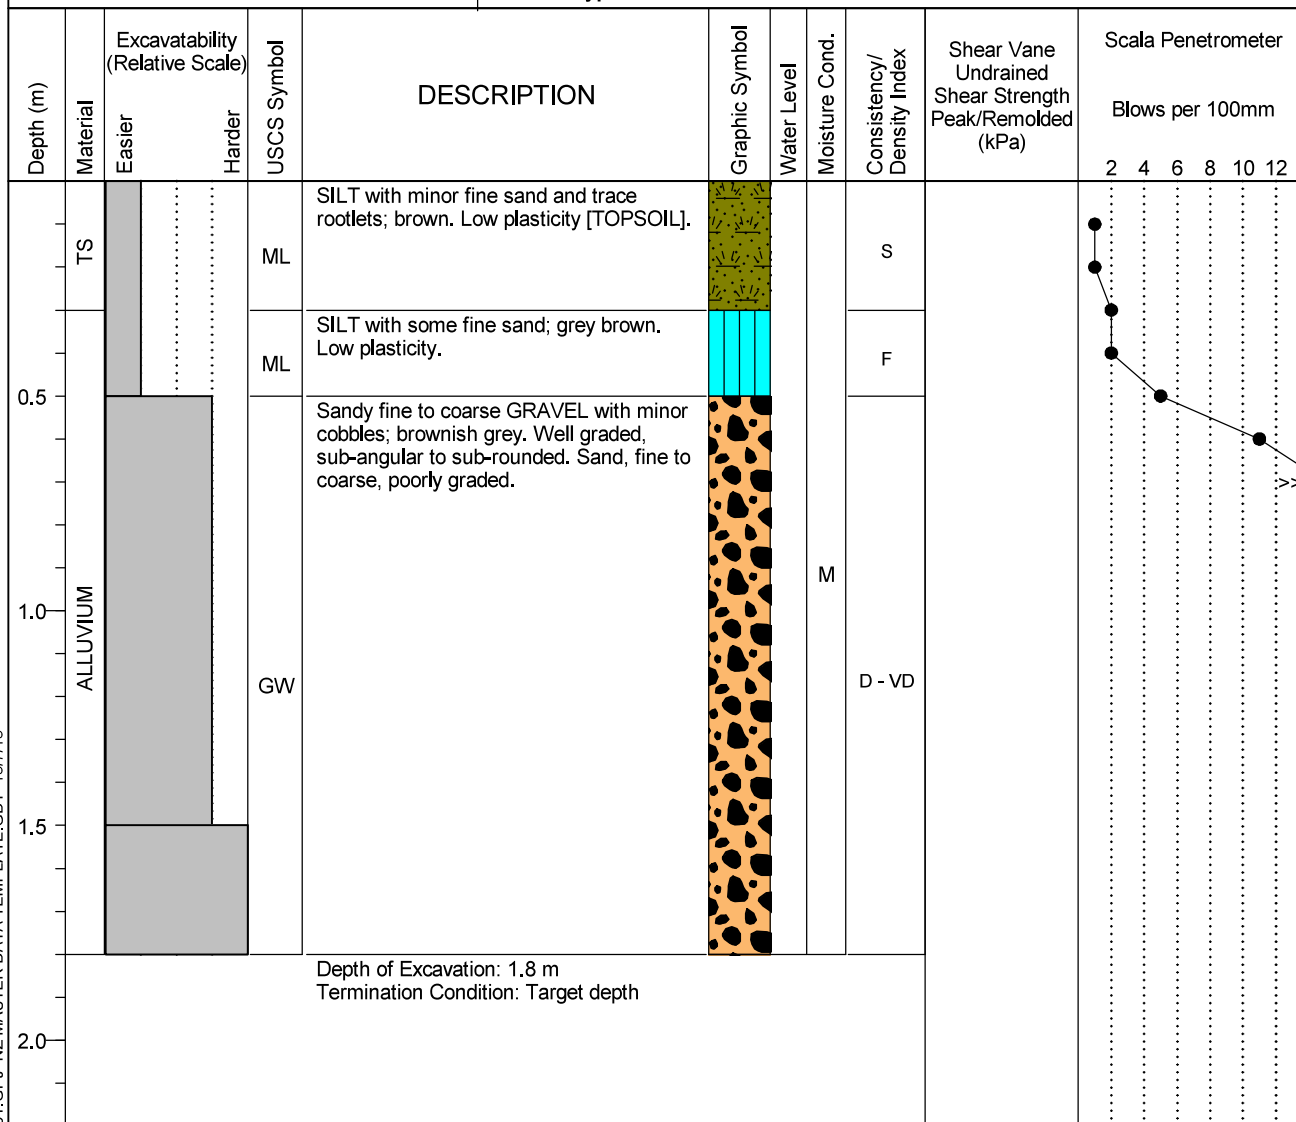 Depth (m)
Material
Excavatability
(Relative Scale)
Easier
Harder
USCS Symbol
DESCRIPTION
Graphic Symbol
Water Level
Moisture Cond.
Consistency/
Density Index
Shear Vane
Undrained
Shear Strength
Peak/Remolded
(kPa)
Scala Penetrometer
Blows per 100mm
2 4 6 8 10 12
TS
ML
SILT with minor fine sand and trace
rootlets; brown. Low plasticity [TOPSOIL].
S
ML
SILT with some fine sand; grey brown.
Low plasticity.
F
0.5
Sandy fine to coarse GRAVEL with minor
cobbles; brownish grey. Well graded,
sub-angular to sub-rounded. Sand, fine to
coarse, poorly graded.
>>
M
1.0
ALLUVIUM
GW
D - VD
1.5
Depth of Excavation: 1.8 m
Termination Condition: Target depth
2.0